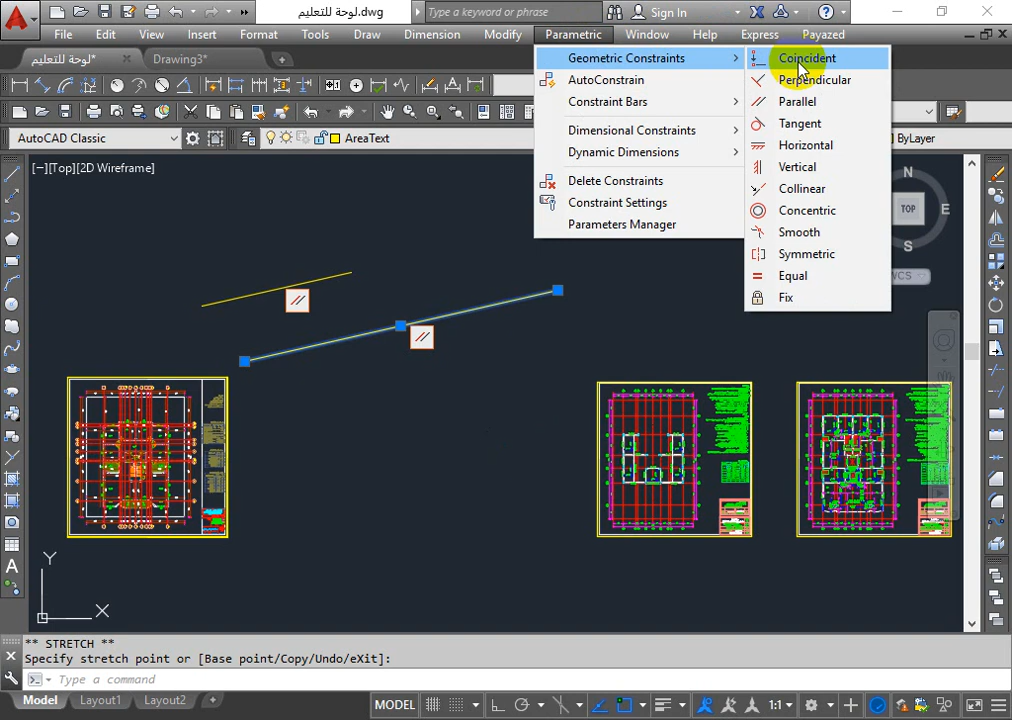 لوحة للتعليم.dwg
Type a keyword or phrase
Sign In
File Edit View Insert Format Tools Draw Dimension Modify Parametric Window Help Express Payazed
لوحة للتعليم*
Drawing3*
AutoCAD Classic
AreaText
ByLayer
[−][Top][2D Wireframe]
Geometric Constraints
AutoConstrain
Constraint Bars
Dimensional Constraints
Dynamic Dimensions
Delete Constraints
Constraint Settings
Parameters Manager
Coincident
Perpendicular
Parallel
Tangent
Horizontal
Vertical
Collinear
Concentric
Smooth
Symmetric
Equal
Fix
N
TOP
E
S
WCS
Y
X
** STRETCH **
Specify stretch point or [Base point/Copy/Undo/eXit]:
Type a command
Model Layout1 Layout2 +
MODEL
1:1